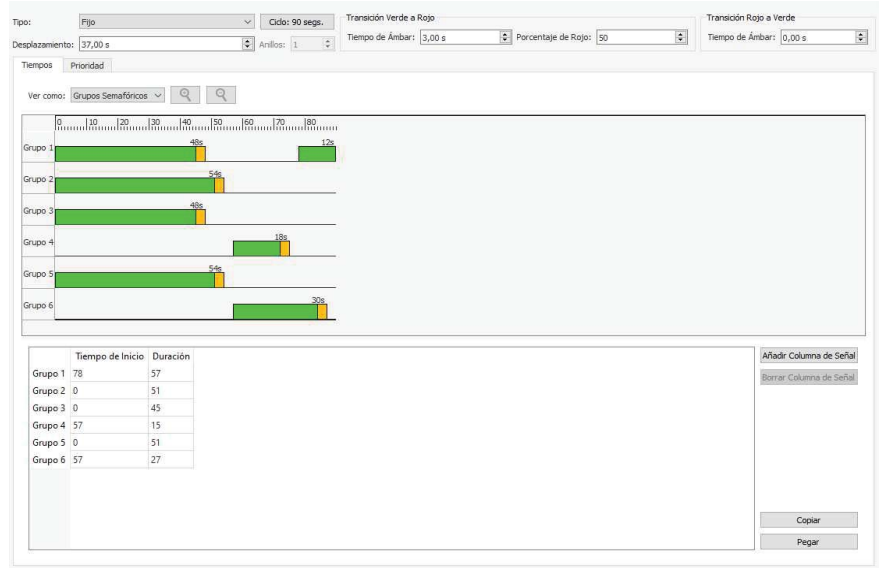 Tipo: Fijo Ciclo: 90 segs. Transición Verde a Rojo Transición Rojo a Verde
Desplazamiento: 37,00 s Anillos: 1 Tiempo de Ámbar: 3,00 s Porcentaje de Rojo: 50 Tiempo de Ámbar: 0,00 s
Tiempos Prioridad
Ver como: Grupos Semafóricos
0 10 20 30 40 50 60 70 80
Grupo 1 48s 12s
Grupo 2 54s
Grupo 3 48s
Grupo 4 18s
Grupo 5 54s
Grupo 6 30s
Tiempo de Inicio Duración
Grupo 1 78 57
Grupo 2 0 51
Grupo 3 0 45
Grupo 4 57 15
Grupo 5 0 51
Grupo 6 57 27
Añadir Columna de Señal
Borrar Columna de Señal
Copiar
Pegar